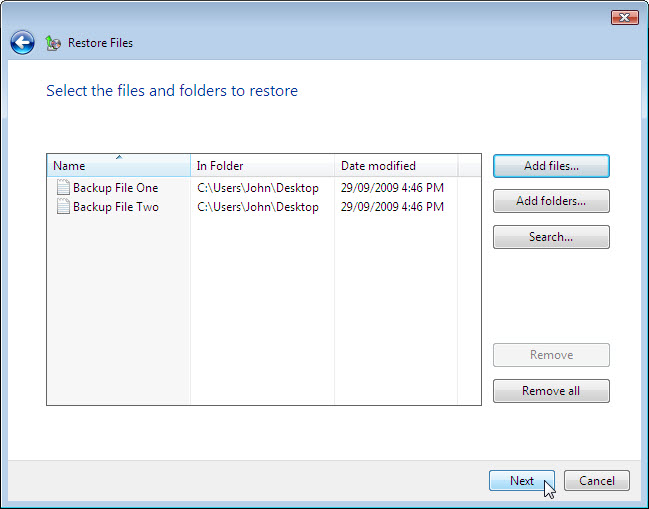 Restore Files
Select the files and folders to restore
Name In Folder Date modified
Backup File One C:\Users\John\Desktop 29/09/2009 4:46 PM
Backup File Two C:\Users\John\Desktop 29/09/2009 4:46 PM
Add files...
Add folders...
Search...
Remove
Remove all
Next Cancel